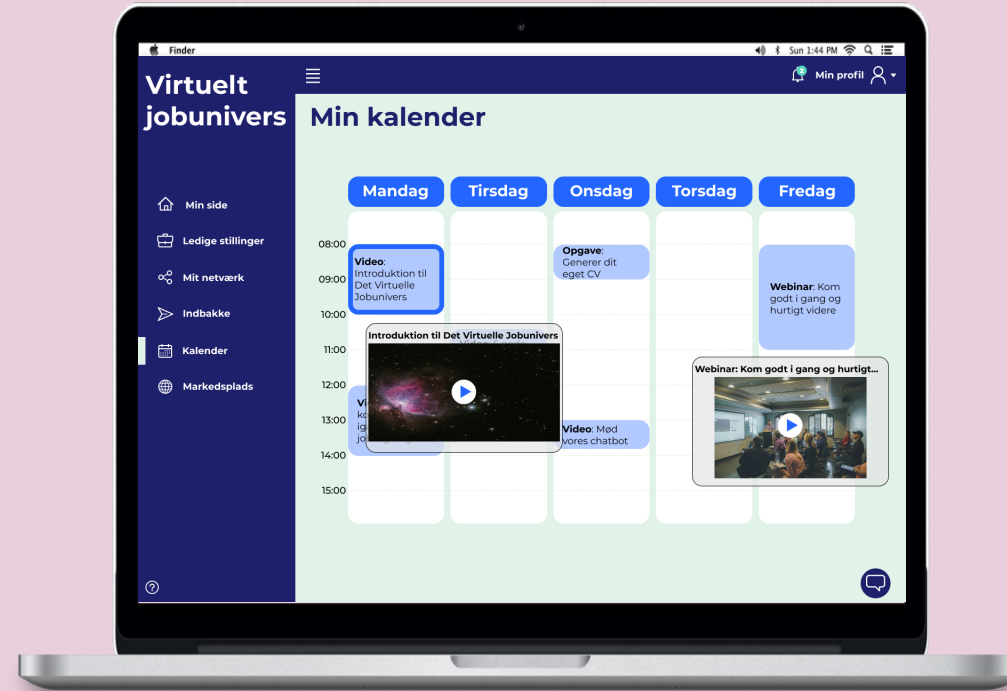 Finder
Sun 1:44 PM
Virtuelt
jobunivers
2
Min profil
Min kalender
Min side
Ledige stillinger
Mit netværk
Indbakke
Kalender
Markedsplads
Mandag
Tirsdag
Onsdag
Torsdag
Fredag
08:00
09:00
10:00
11:00
12:00
13:00
14:00
15:00
Video:
Introduktion til
Det Virtuelle
Jobunivers
Opgave:
Generer dit
eget CV
Webinar: Kom
godt i gang og
hurtigt videre
Introduktion til Det Virtuelle Jobunivers
Video: Mød
vores chatbot
Webinar: Kom godt i gang og hurtigt...
?